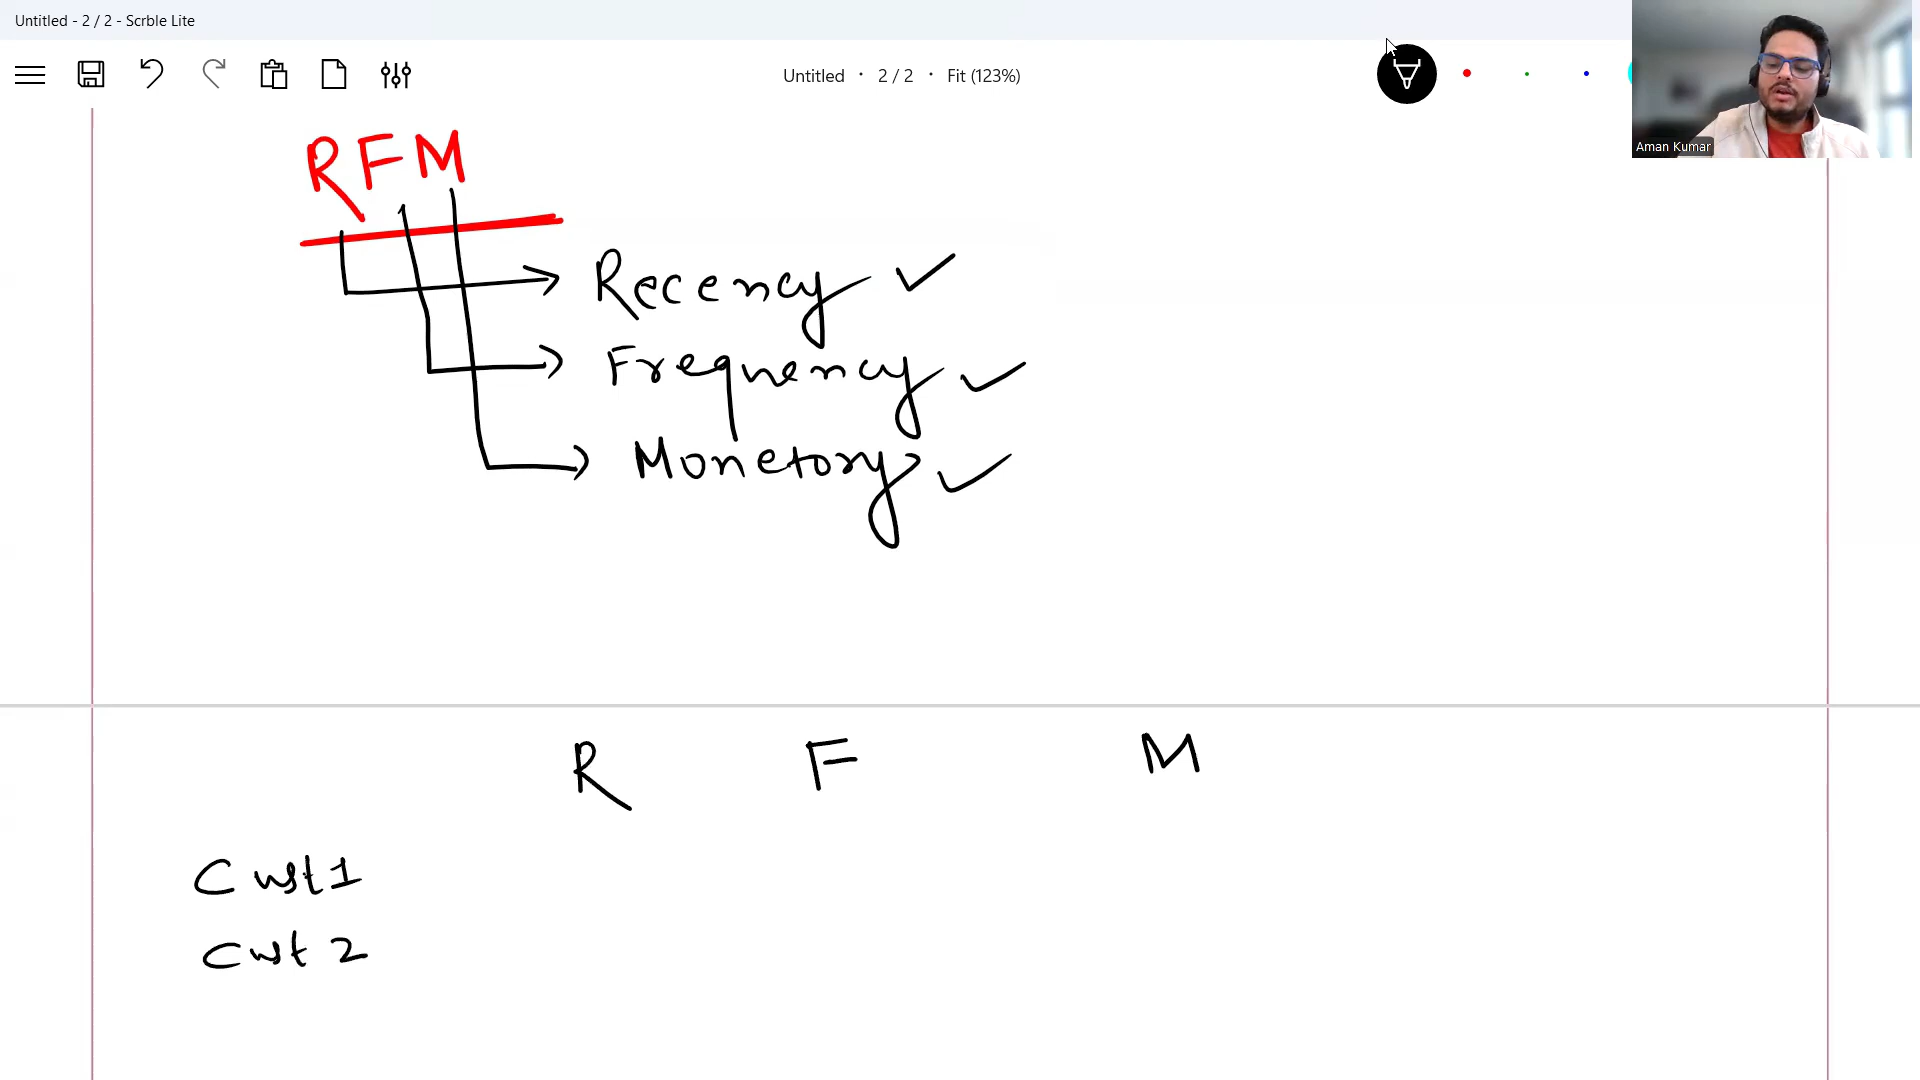 Untitled - 2 / 2 - Scrble Lite
Untitled • 2 / 2 • Fit (123%)
Aman Kumar
RFM
Recency
Frequency
Monetory
R F M
Cust 1
Cust 2